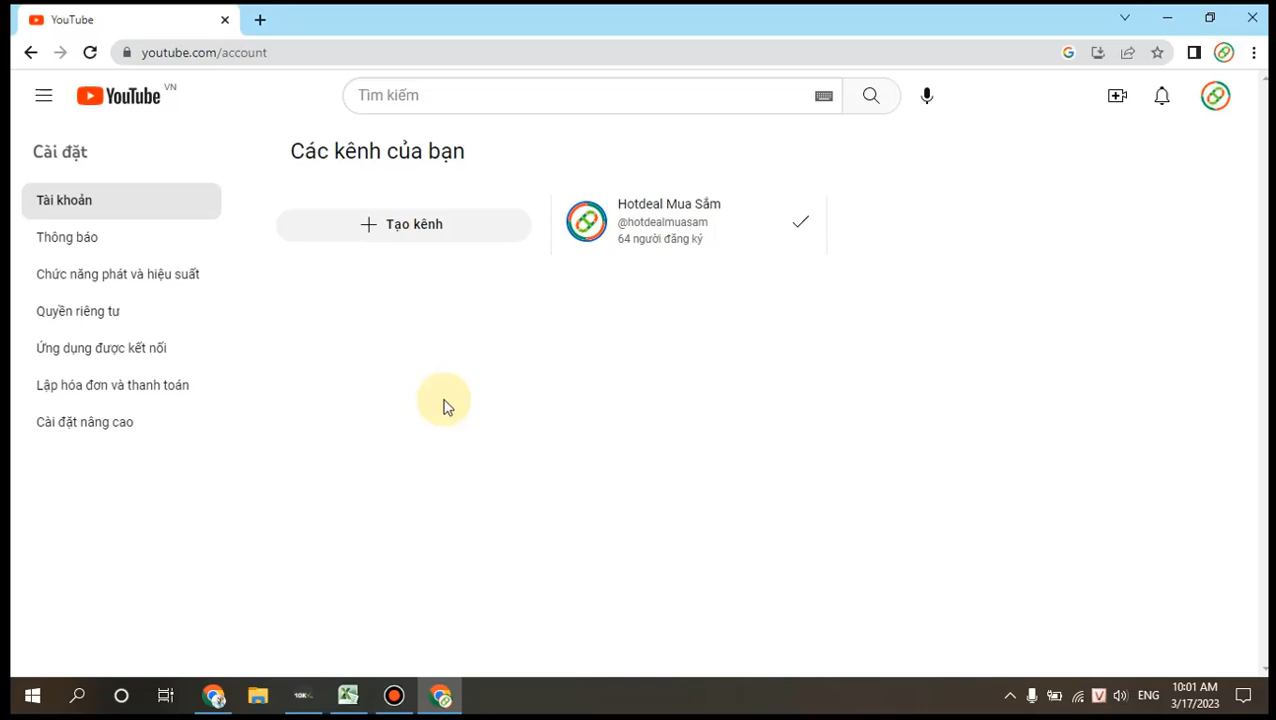 YouTube
youtube.com/account
YouTube VN
Tìm kiếm
Cài đặt
Các kênh của bạn
Tài khoản
Thông báo
Chức năng phát và hiệu suất
Quyền riêng tư
Ứng dụng được kết nối
Lập hóa đơn và thanh toán
Cài đặt nâng cao
Tạo kênh
Hotdeal Mua Sắm
@hotdealmuasam
64 người đăng ký
10K
V
ENG
10:01 AM
3/17/2023